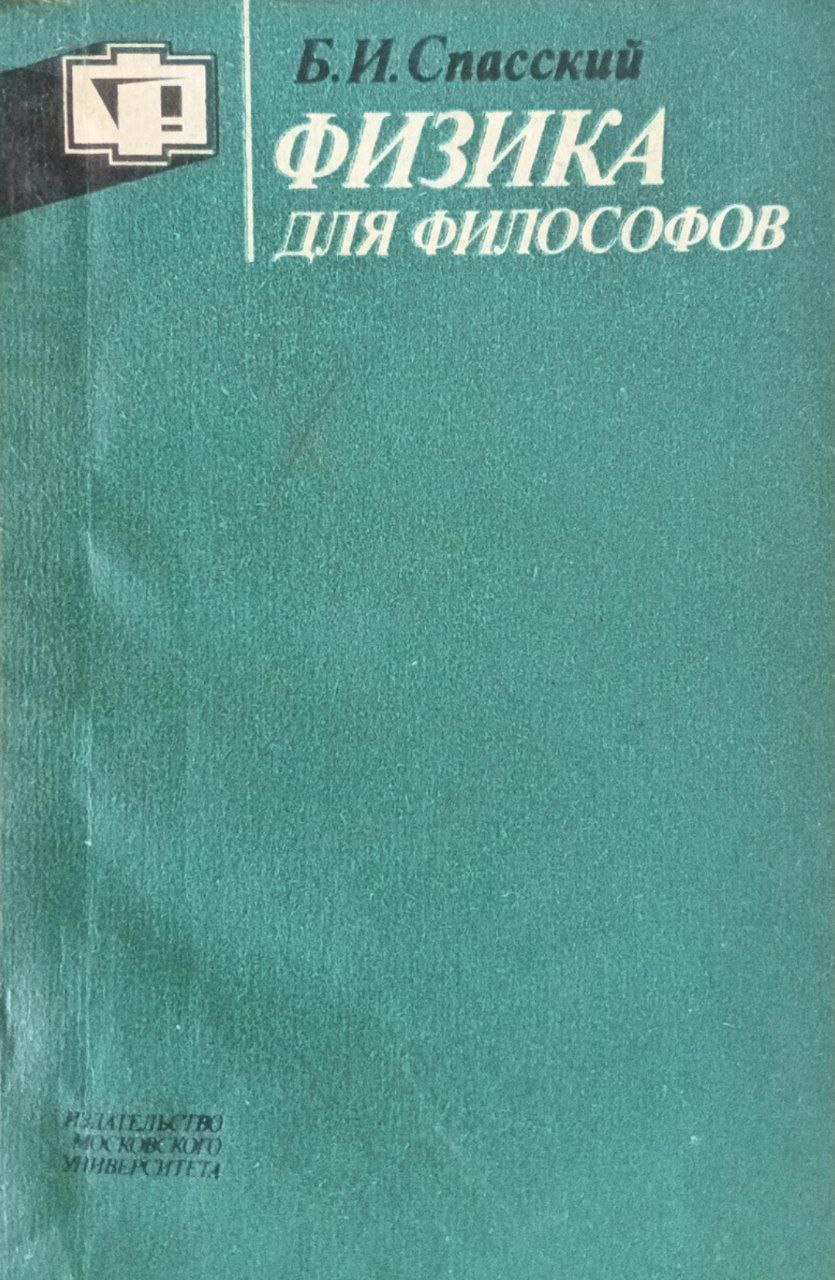 Б. И. Спасский
ФИЗИКА
ДЛЯ ФИЛОСОФОВ
ИЗДАТЕЛЬСТВО
МОСКОВСКОГО
УНИВЕРСИТЕТА